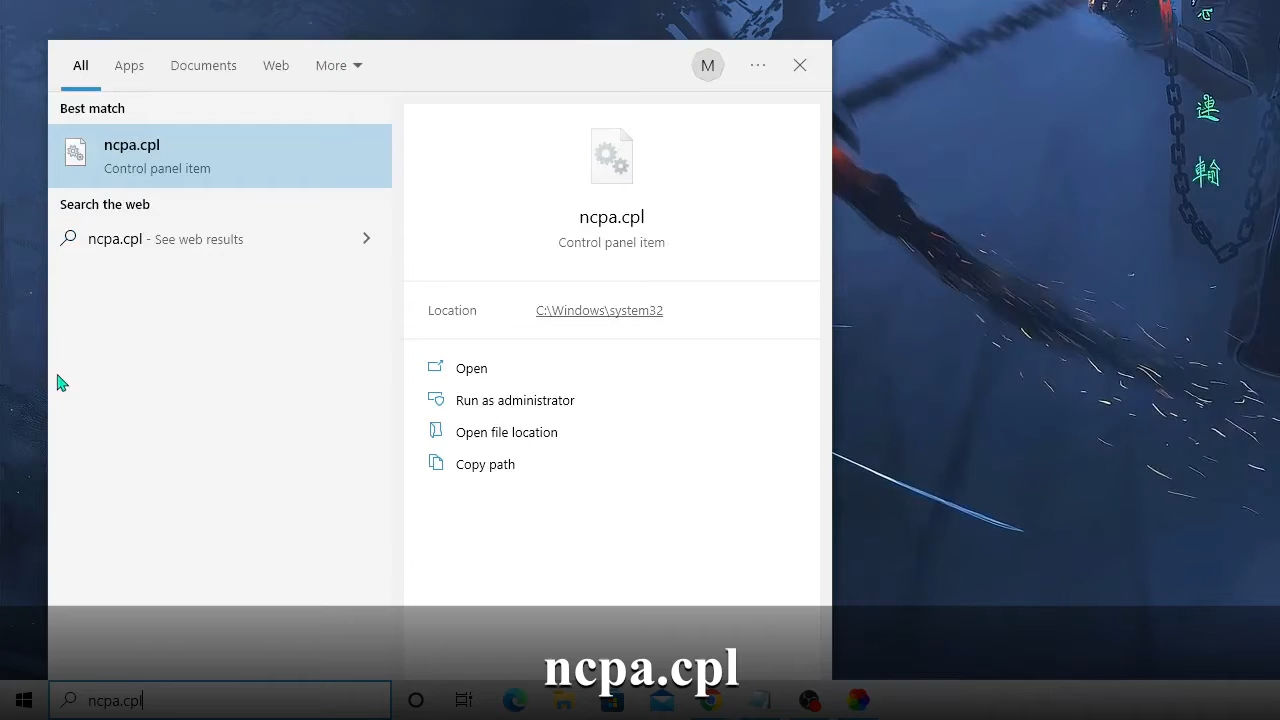 All Apps Documents Web More M
Best match
ncpa.cpl
Control panel item
Search the web
ncpa.cpl - See web results
ncpa.cpl
Control panel item
Location C:\Windows\system32
Open
Run as administrator
Open file location
Copy path
連
輸
ncpa.cpl
ncpa.cpl